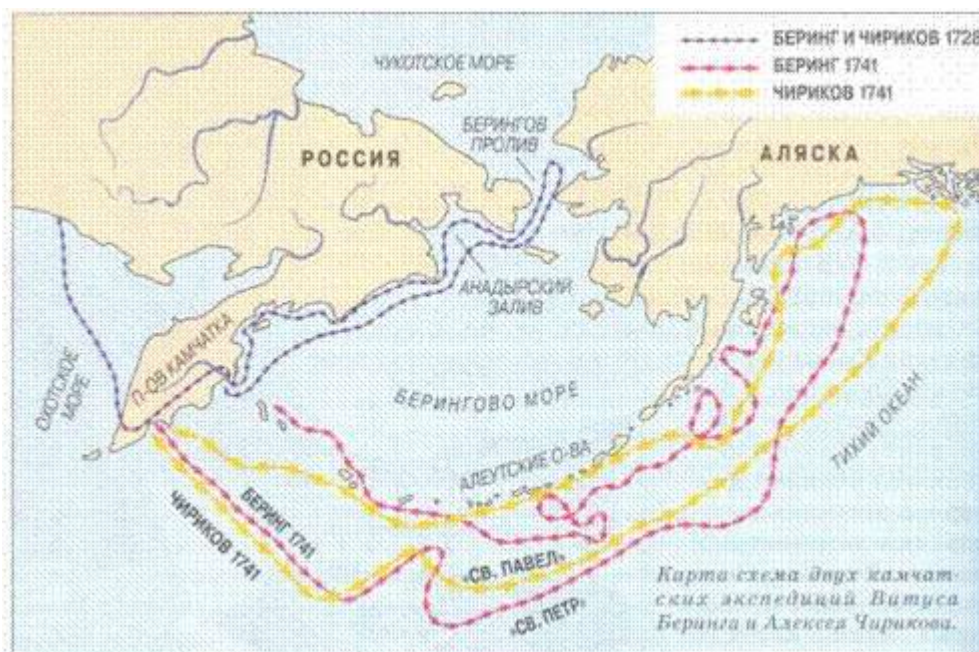 БЕРИНГ И ЧИРИКОВ 1728
БЕРИНГ 1741
ЧИРИКОВ 1741
ЧУКОТСКОЕ МОРЕ
БЕРИНГОВ
ПРОЛИВ
РОССИЯ
АЛЯСКА
АНАДЫРСКИЙ
ЗАЛИВ
П-ОВ КАМЧАТКА
ОХОТСКОЕ
МОРЕ
БЕРИНГОВО МОРЕ
ТИХИЙ ОКЕАН
АЛЕУТСКИЕ О-ВА
БЕРИНГ 1741
ЧИРИКОВ 1741
«СВ. ПАВЕЛ»
«СВ. ПЕТР»
Карта-схема двух камчат-
ских экспедиций Витуса
Беринга и Алексея Чирикова.